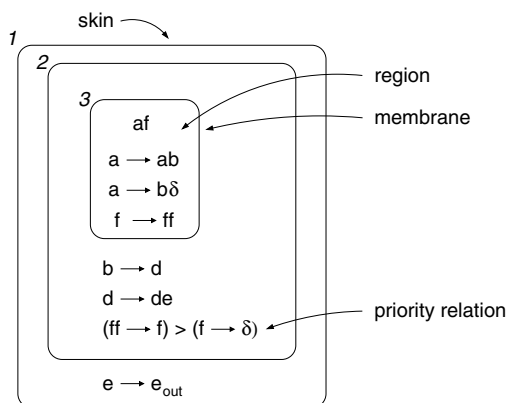 skin
1
2
region
3
membrane
af
a → ab
a → bδ
f → ff
b → d
d → de
(ff → f) > (f → δ)
priority relation
e → e_out